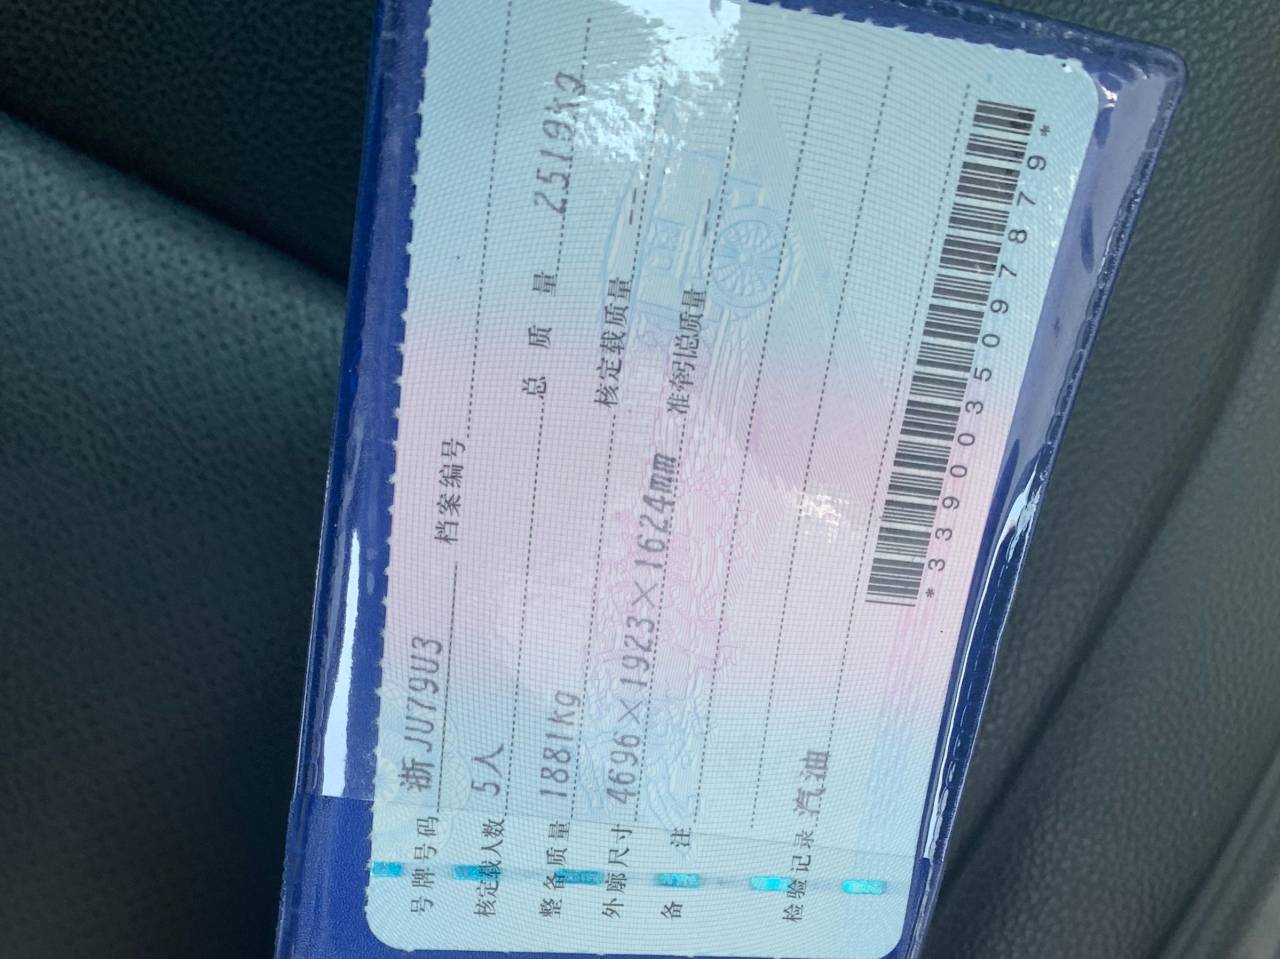 号牌号码 浙JU79U3 档案编号
核定载人数 5人 总质量 2519kg
整备质量 1881kg 核定载质量 --
外廓尺寸 4696×1923×1624mm 准牵引总质量 --
备注
检验记录 汽油
*3390035097879*